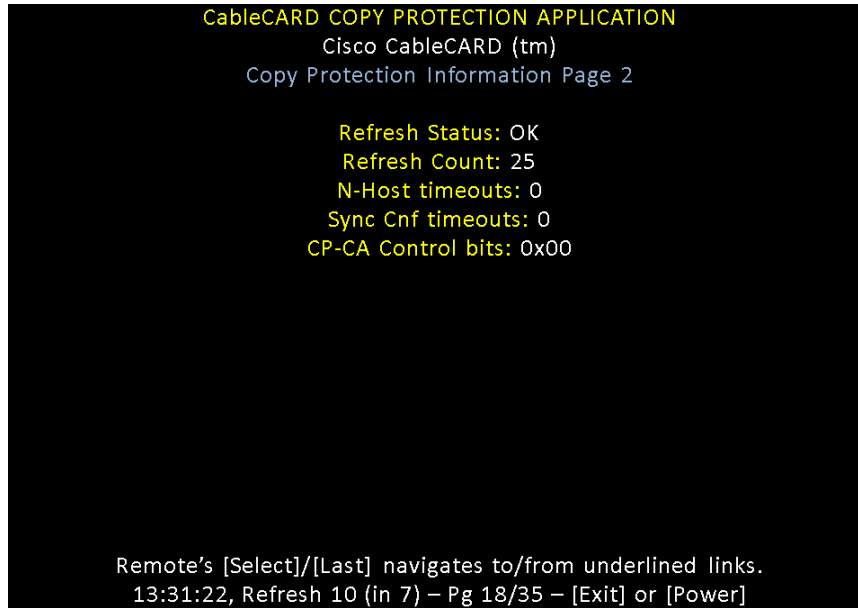 CableCARD COPY PROTECTION APPLICATION
Cisco CableCARD (tm)
Copy Protection Information Page 2
Refresh Status: OK
Refresh Count: 25
N-Host timeouts: 0
Sync Cnf timeouts: 0
CP-CA Control bits: 0x00
Remote's [Select]/[Last] navigates to/from underlined links.
13:31:22, Refresh 10 (in 7) – Pg 18/35 – [Exit] or [Power]